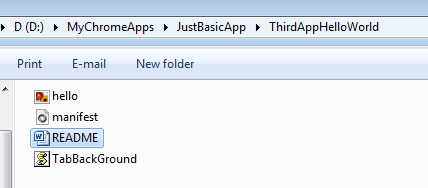 D (D:) MyChromeApps JustBasicApp ThirdAppHelloWorld
Print E-mail New folder
hello
manifest
README
TabBackGround